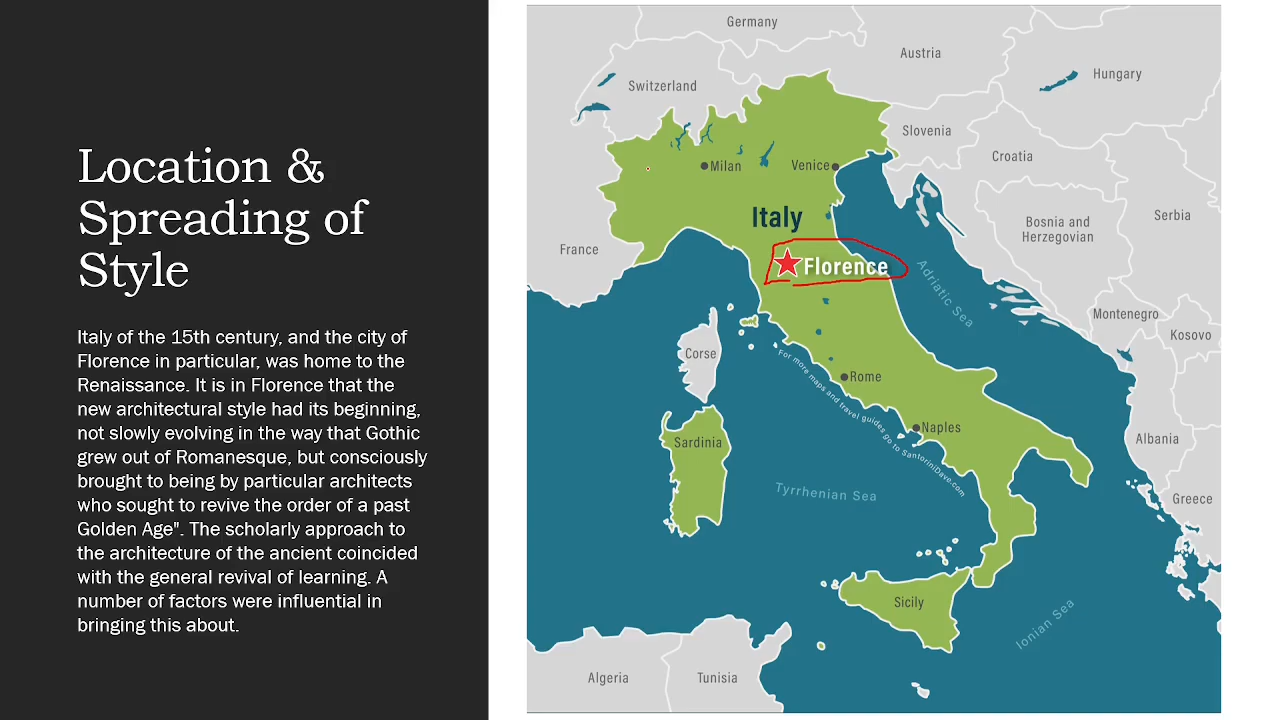 Location &
Spreading of
Style
Italy of the 15th century, and the city of
Florence in particular, was home to the
Renaissance. It is in Florence that the
new architectural style had its beginning,
not slowly evolving in the way that Gothic
grew out of Romanesque, but consciously
brought to being by particular architects
who sought to revive the order of a past
Golden Age". The scholarly approach to
the architecture of the ancient coincided
with the general revival of learning. A
number of factors were influential in
bringing this about.
Germany
Austria
Switzerland
Hungary
Slovenia
Croatia
Milan
Venice
Italy
France
Bosnia and
Herzegovian
Serbia
Florence
Adriatic Sea
Montenegro
Kosovo
Corse
For more maps and travel guides go to SantoriniDave.com
Rome
Naples
Sardinia
Albania
Tyrrhenian Sea
Greece
Sicily
Ionian Sea
Algeria
Tunisia